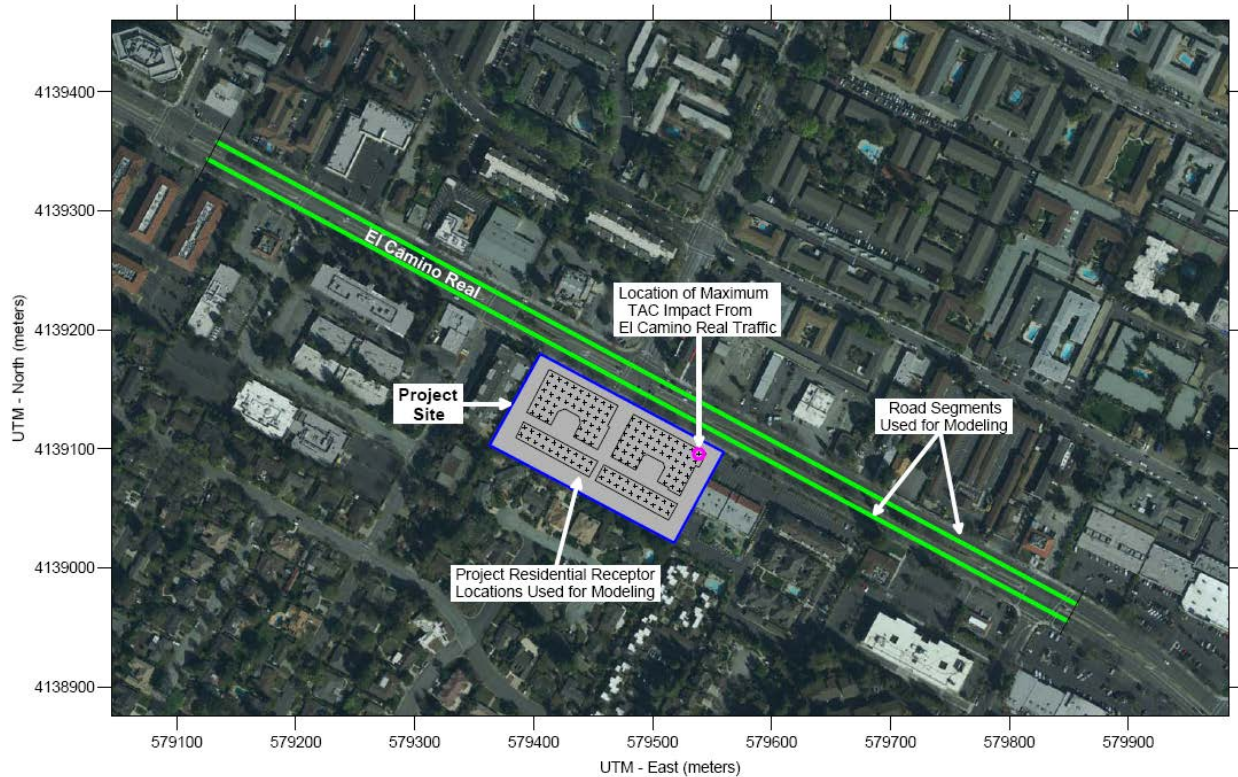 4139400
4139300
4139200
4139100
4139000
4138900
UTM - North (meters)
El Camino Real
Location of Maximum
TAC Impact From
El Camino Real Traffic
Project
Site
Road Segments
Used for Modeling
Project Residential Receptor
Locations Used for Modeling
579100 579200 579300 579400 579500 579600 579700 579800 579900
UTM - East (meters)